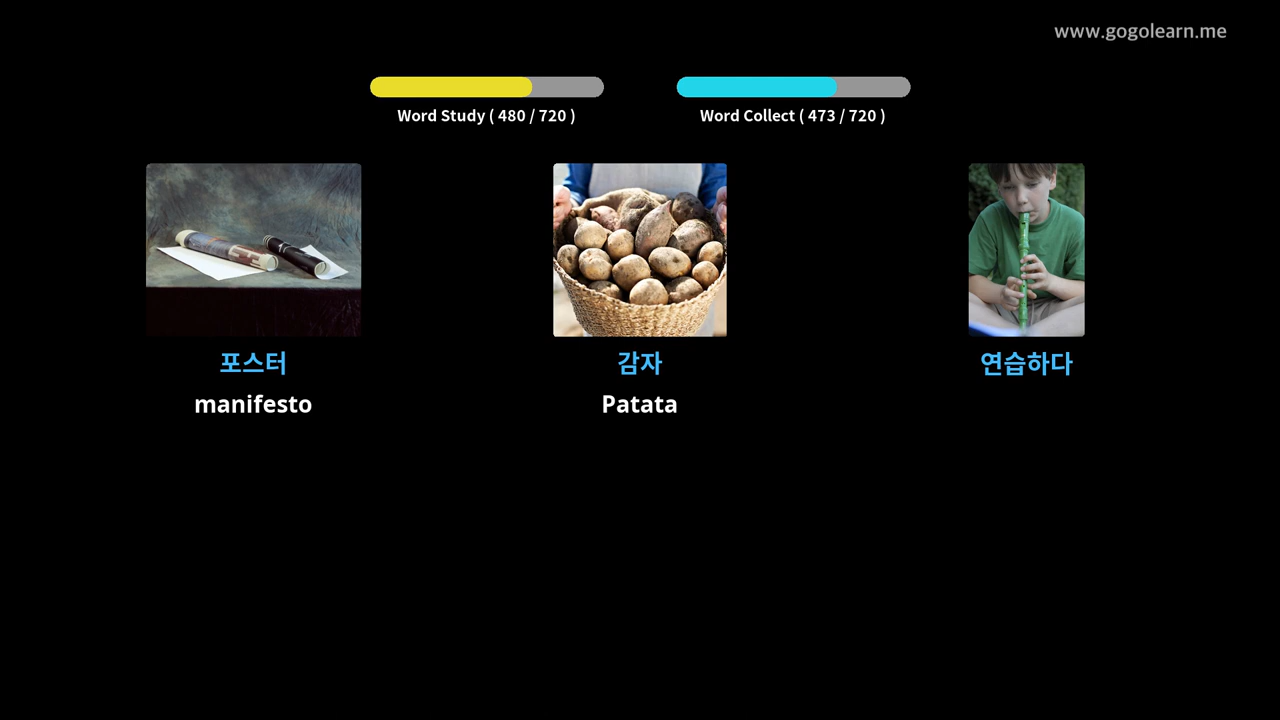 www.gogolearn.me
Word Study ( 480 / 720 )
Word Collect ( 473 / 720 )
포스터
감자
연습하다
manifesto
Patata